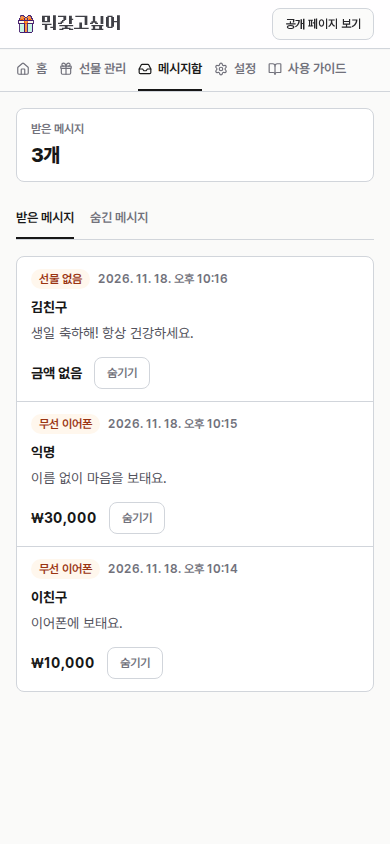 뭐갖고싶어
공개 페이지 보기
홈 선물 관리 메시지함 설정 사용 가이드
받은 메시지
3개
받은 메시지 숨긴 메시지
선물 없음 2026. 11. 18. 오후 10:16
김친구
생일 축하해! 항상 건강하세요.
금액 없음 숨기기
무선 이어폰 2026. 11. 18. 오후 10:15
익명
이름 없이 마음을 보태요.
₩30,000 숨기기
무선 이어폰 2026. 11. 18. 오후 10:14
이친구
이어폰에 보태요.
₩10,000 숨기기